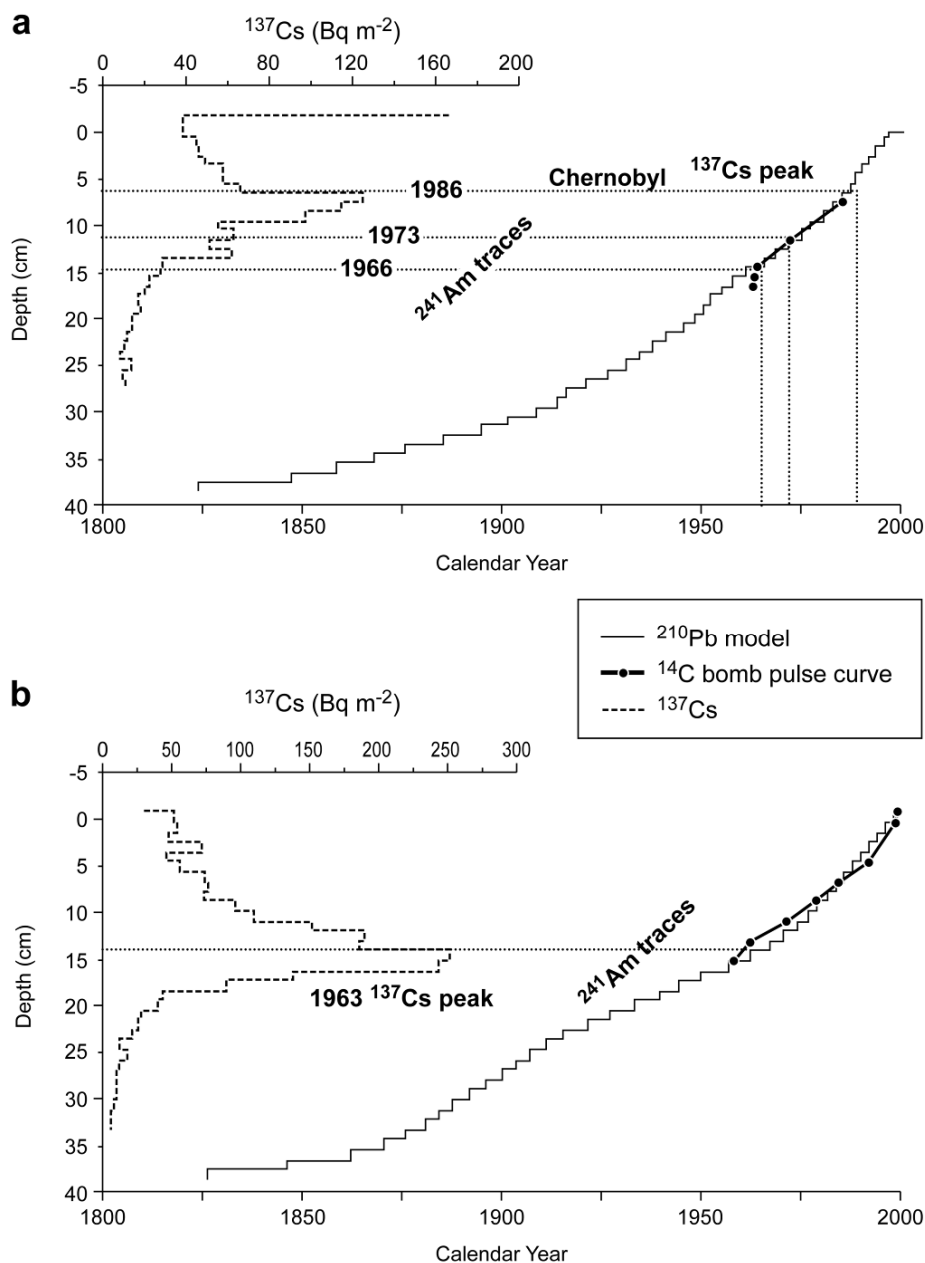 a
¹³⁷Cs (Bq m⁻²)
0 40 80 120 160 200
-5
0
5
10
15
20
25
30
35
40
Depth (cm)
Chernobyl ¹³⁷Cs peak
1986
1973
1966
²⁴¹Am traces
1800 1850 1900 1950 2000
Calendar Year
²¹⁰Pb model
¹⁴C bomb pulse curve
¹³⁷Cs
b
¹³⁷Cs (Bq m⁻²)
0 50 100 150 200 250 300
-5
0
5
10
15
20
25
30
35
40
Depth (cm)
²⁴¹Am traces
1963 ¹³⁷Cs peak
1800 1850 1900 1950 2000
Calendar Year